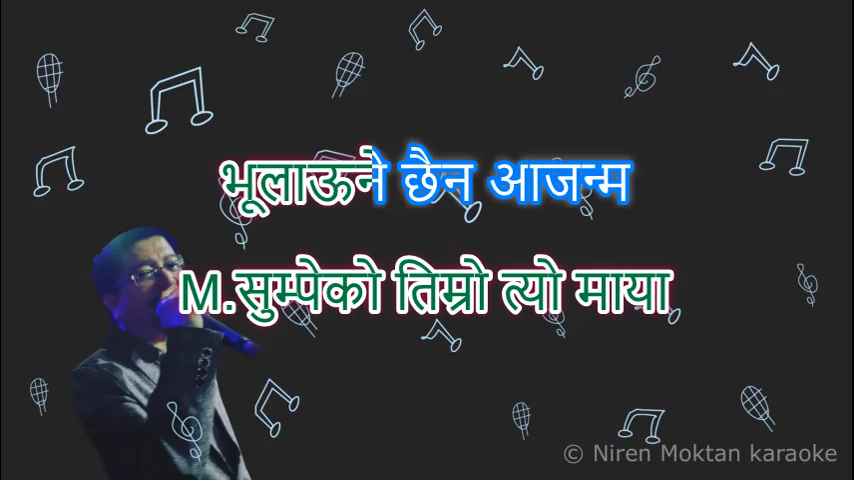 भूलाऊनै छैन आजन्म
M.सुम्पेको तिम्रो त्यो माया
© Niren Moktan karaoke